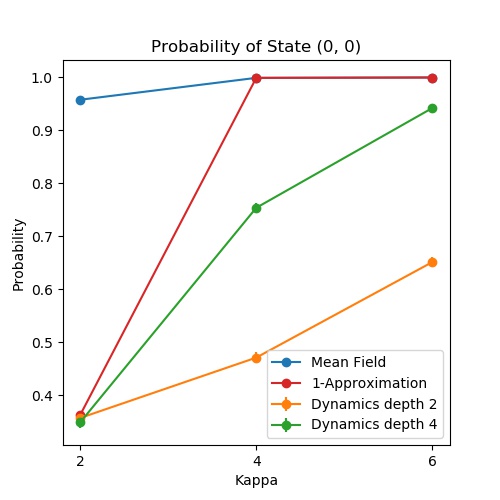 Probability of State (0, 0)
1.0
0.9
0.8
0.7
0.6
0.5
0.4
Probability
Mean Field
1-Approximation
Dynamics depth 2
Dynamics depth 4
2
4
6
Kappa